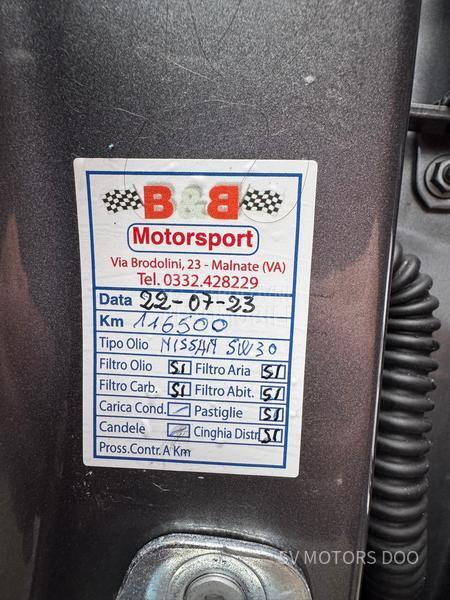 B&B
Motorsport
Via Brodolini, 23 - Malnate (VA)
Tel. 0332.428229
Data 22-07-23
Km 116500
Tipo Olio NISSAN 5W30
Filtro Olio SI Filtro Aria SI
Filtro Carb. SI Filtro Abit. SI
Carica Cond. / Pastiglie SI
Candele / Cinghia Distr. SI
Pross.Contr.A Km
SV MOTORS DOO